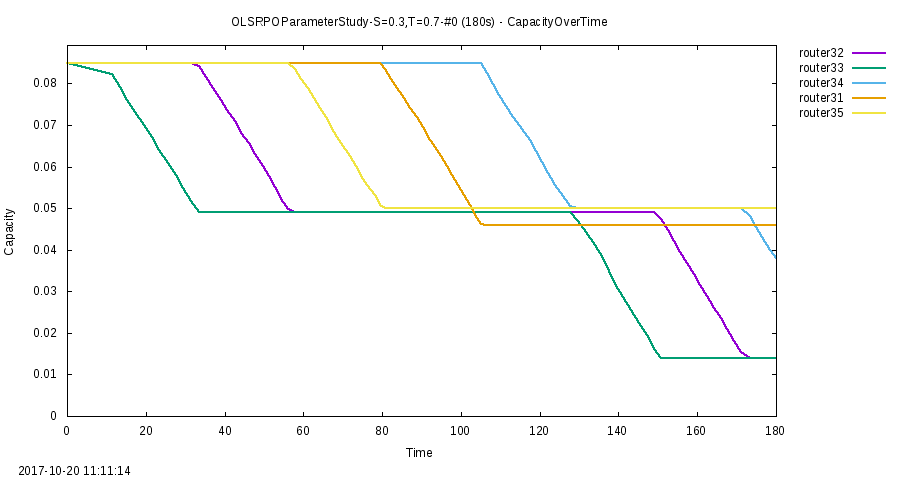 OLSRPOParameterStudy-S=0.3,T=0.7-#0 (180s) - CapacityOverTime
router32
router33
router34
router31
router35
0.08
0.07
0.06
0.05
0.04
0.03
0.02
0.01
0
Capacity
0 20 40 60 80 100 120 140 160 180
Time
2017-10-20 11:11:14